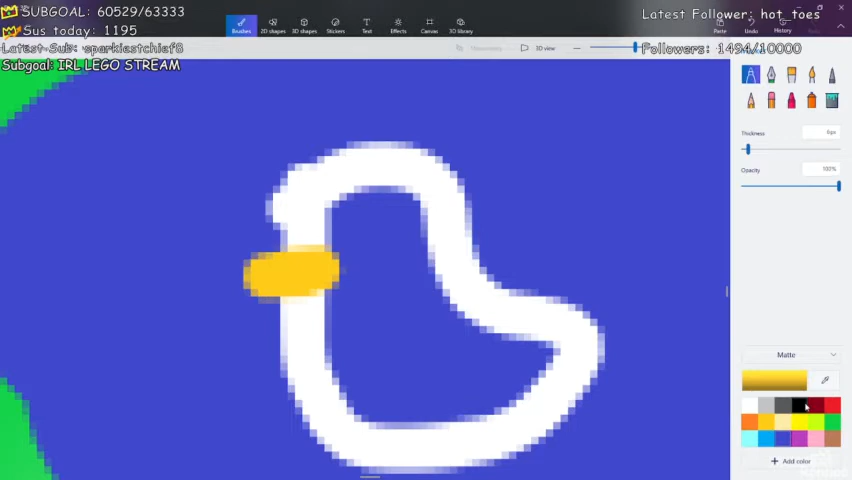 SUBGOAL: 60529/63333
Sus today: 1195
Latest Sub: sparkiestchief8
Subgoal: IRL LEGO STREAM
Latest Follower: hot_toes
Followers: 1494/10000
Brushes
2D shapes
3D shapes
Stickers
Text
Effects
Canvas
3D library
Paste
Undo
History
3D view
Thickness
6px
Opacity
100%
Matte
Add color